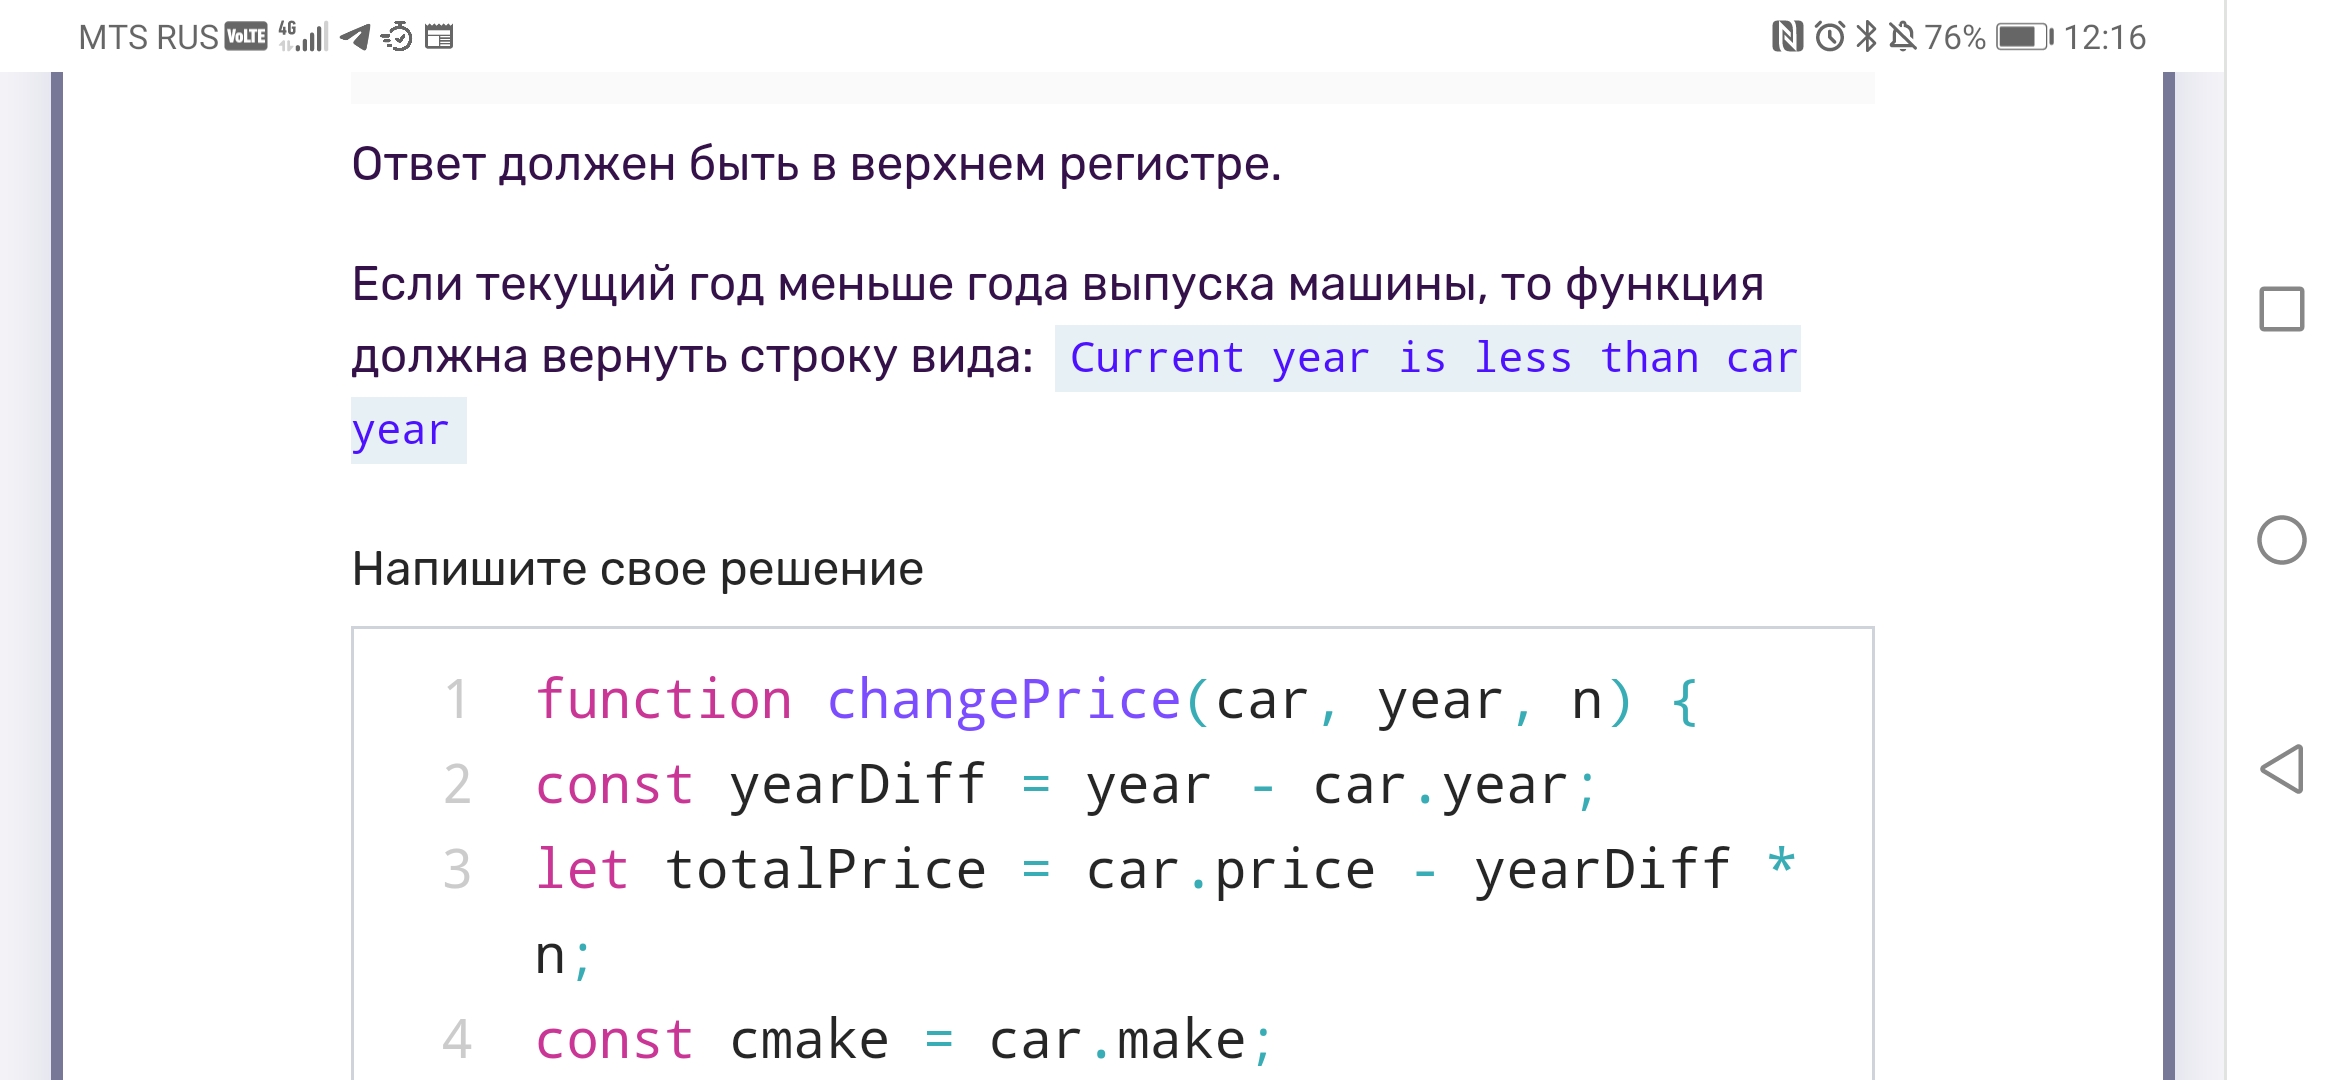 MTS RUS VoLTE 4G 76% 12:16
Ответ должен быть в верхнем регистре.
Если текущий год меньше года выпуска машины, то функция
должна вернуть строку вида: Current year is less than car
year
Напишите свое решение
1 function changePrice(car, year, n) {
2 const yearDiff = year - car.year;
3 let totalPrice = car.price - yearDiff *
n;
4 const cmake = car.make;